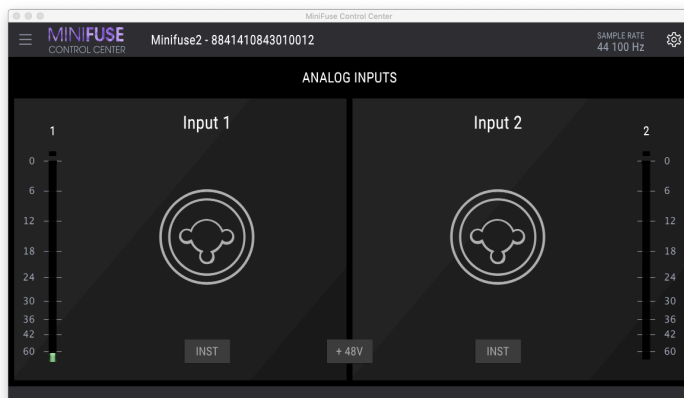 MiniFuse Control Center
MINIFUSE
CONTROL CENTER
Minifuse2 - 8841410843010012
SAMPLE RATE
44 100 Hz
ANALOG INPUTS
1
Input 1
Input 2
2
0
6
12
18
24
30
36
42
60
0
6
12
18
24
30
36
42
60
INST
+ 48V
INST